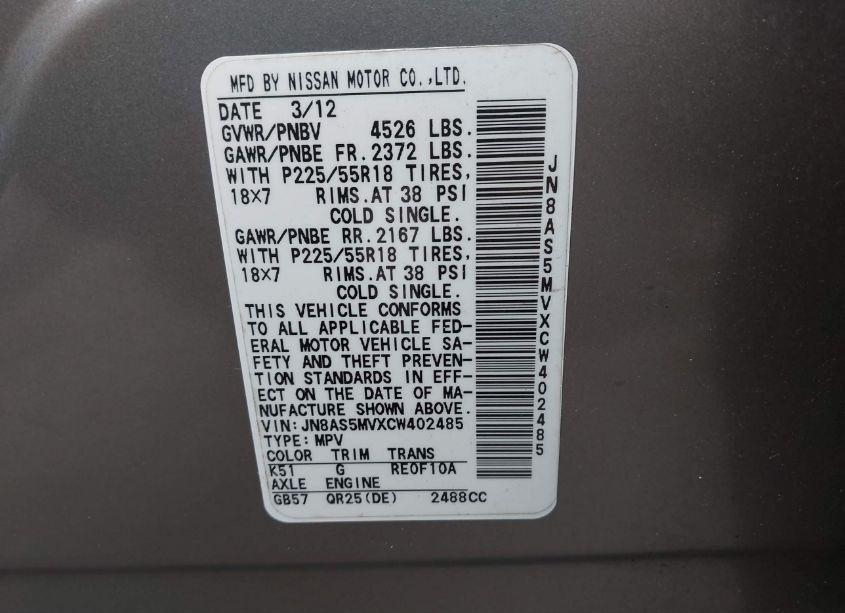 MFD BY NISSAN MOTOR CO.,LTD.
DATE 3/12
GVWR/PNBV 4526 LBS.
GAWR/PNBE FR.2372 LBS.
WITH P225/55R18 TIRES,
18X7 RIMS.AT 38 PSI
COLD SINGLE.
GAWR/PNBE RR.2167 LBS.
WITH P225/55R18 TIRES,
18X7 RIMS.AT 38 PSI
COLD SINGLE.
THIS VEHICLE CONFORMS
TO ALL APPLICABLE FED-
ERAL MOTOR VEHICLE SA-
FETY AND THEFT PREVEN-
TION STANDARDS IN EFF-
ECT ON THE DATE OF MA-
NUFACTURE SHOWN ABOVE.
VIN:JN8AS5MVXCW402485
TYPE:MPV
COLOR TRIM TRANS
K51 G RE0F10A
AXLE ENGINE
GB57 QR25(DE) 2488CC
JN8AS5MVXCW402485